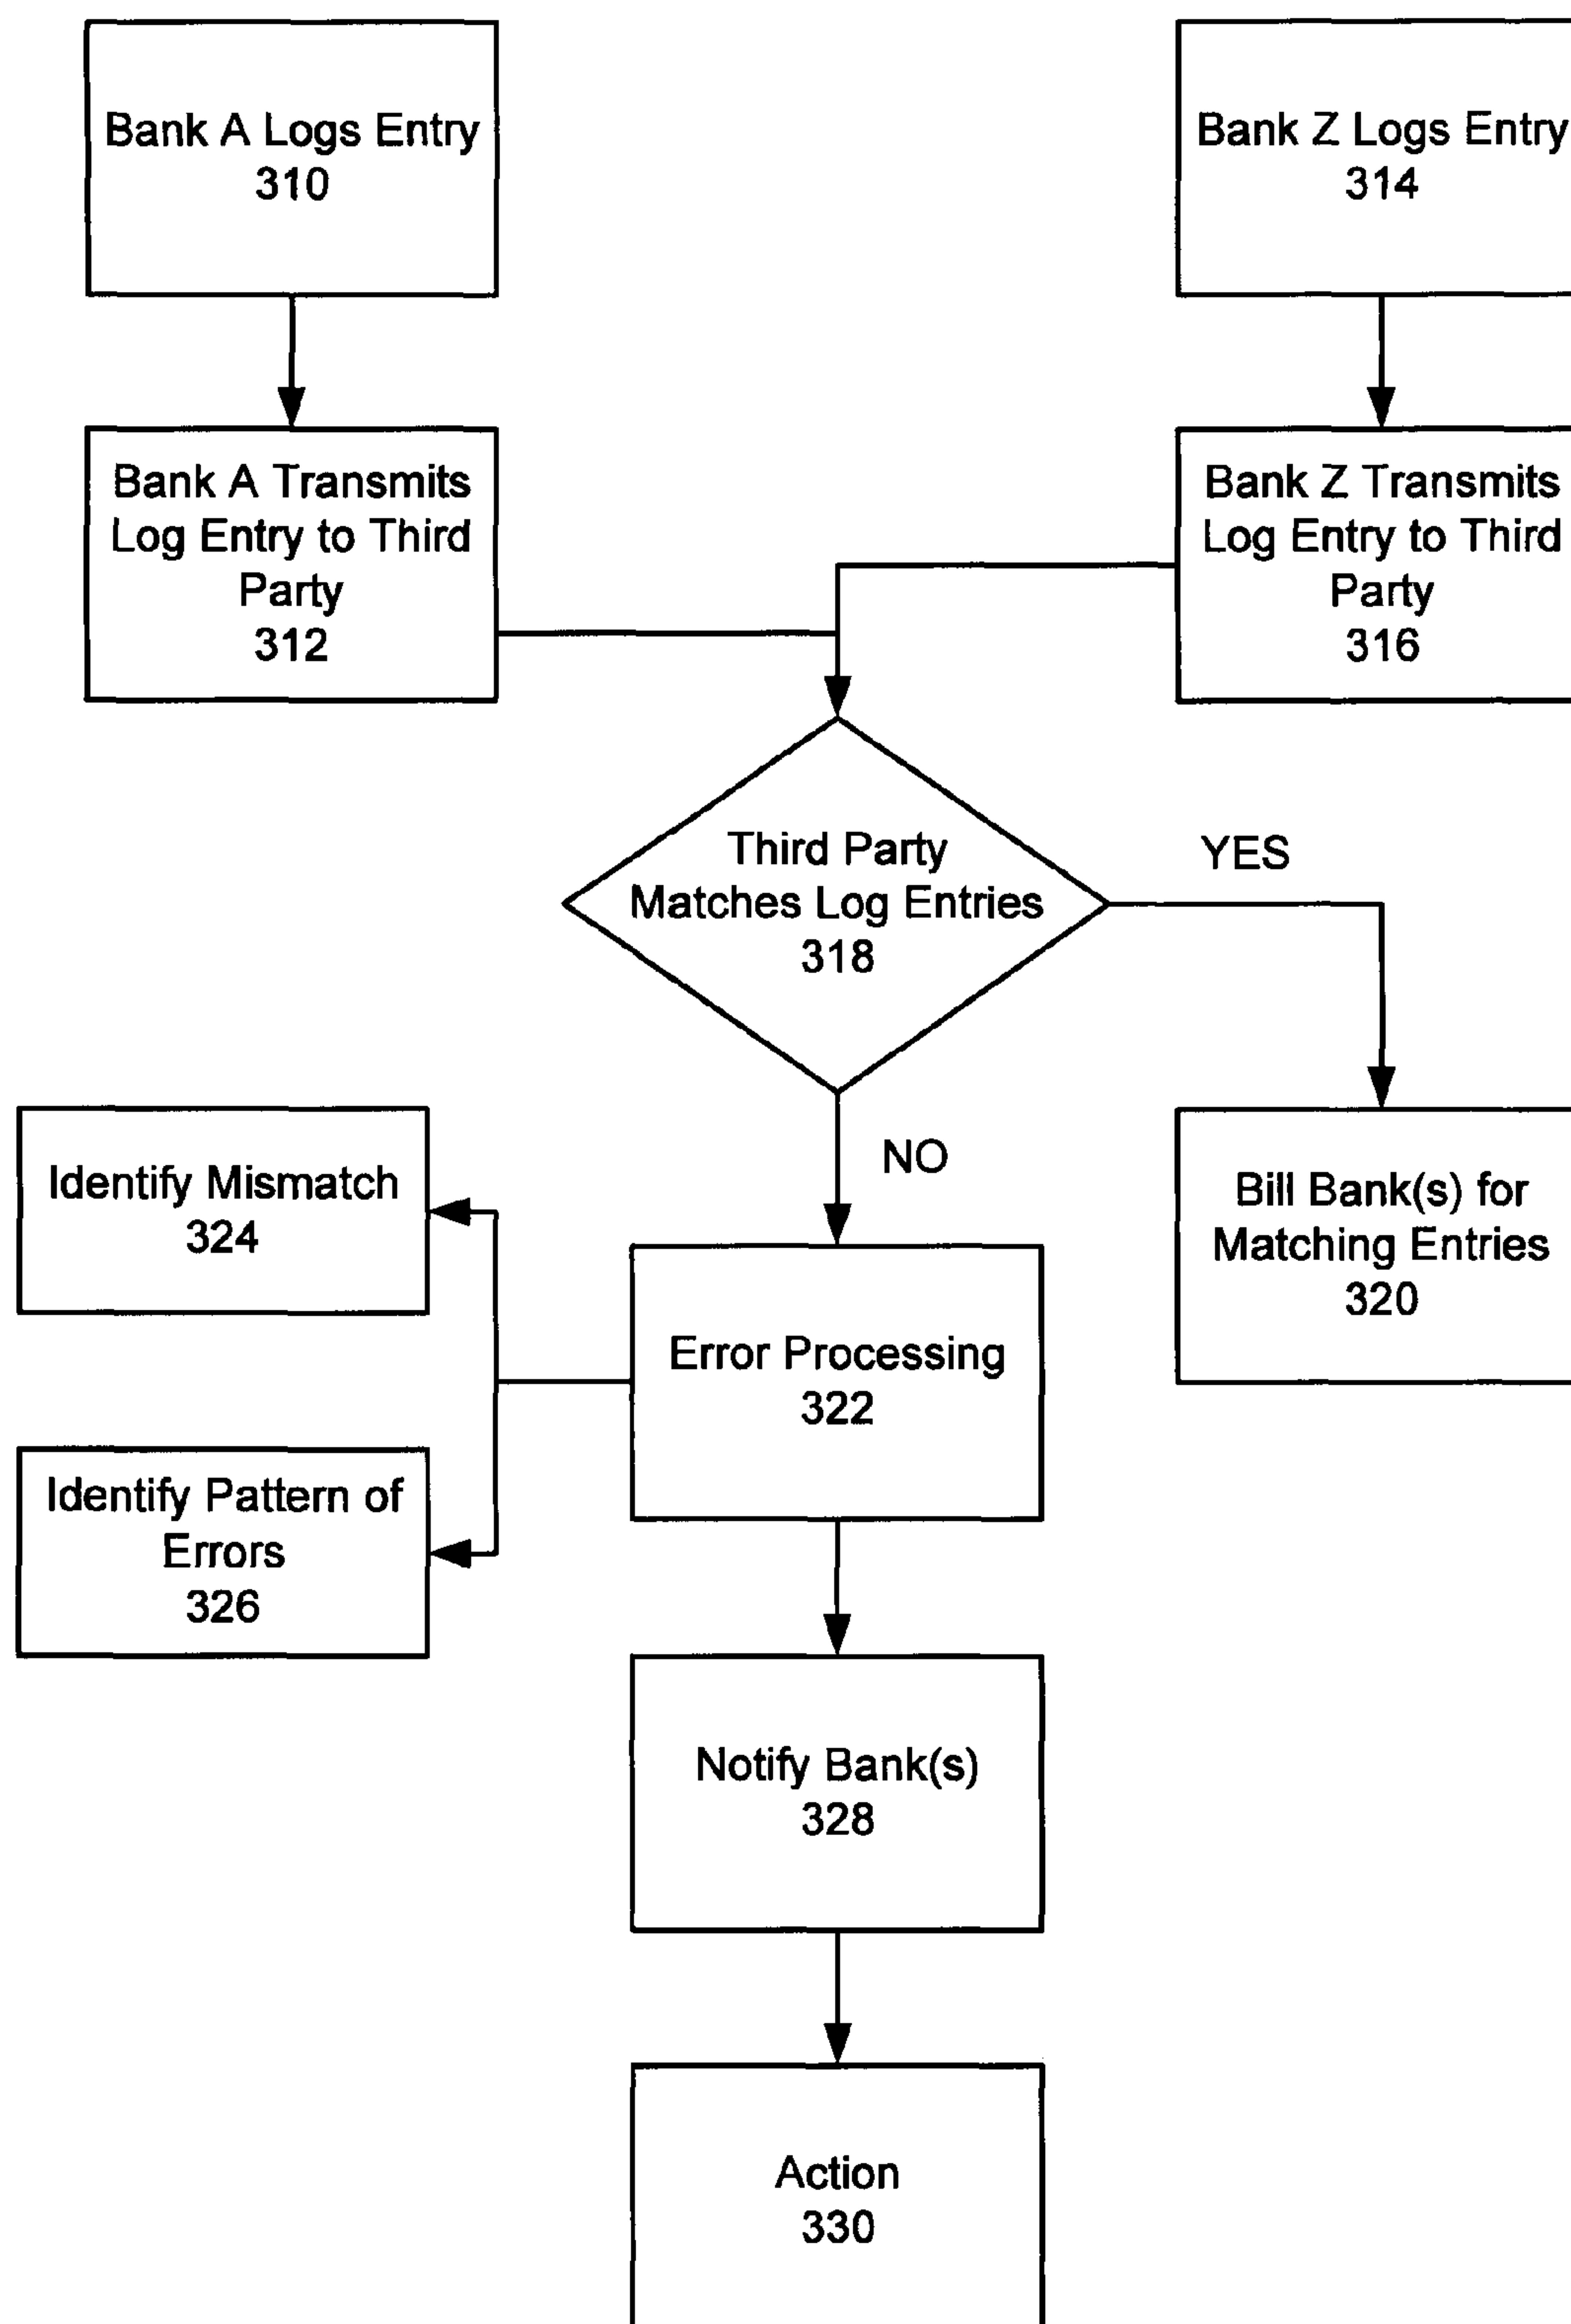 Bank A Logs Entry
310
Bank Z Logs Entry
314
Bank A Transmits
Log Entry to Third
Party
312
Bank Z Transmits
Log Entry to Third
Party
316
Third Party
Matches Log Entries
318
YES
NO
Identify Mismatch
324
Bill Bank(s) for
Matching Entries
320
Error Processing
322
Identify Pattern of
Errors
326
Notify Bank(s)
328
Action
330